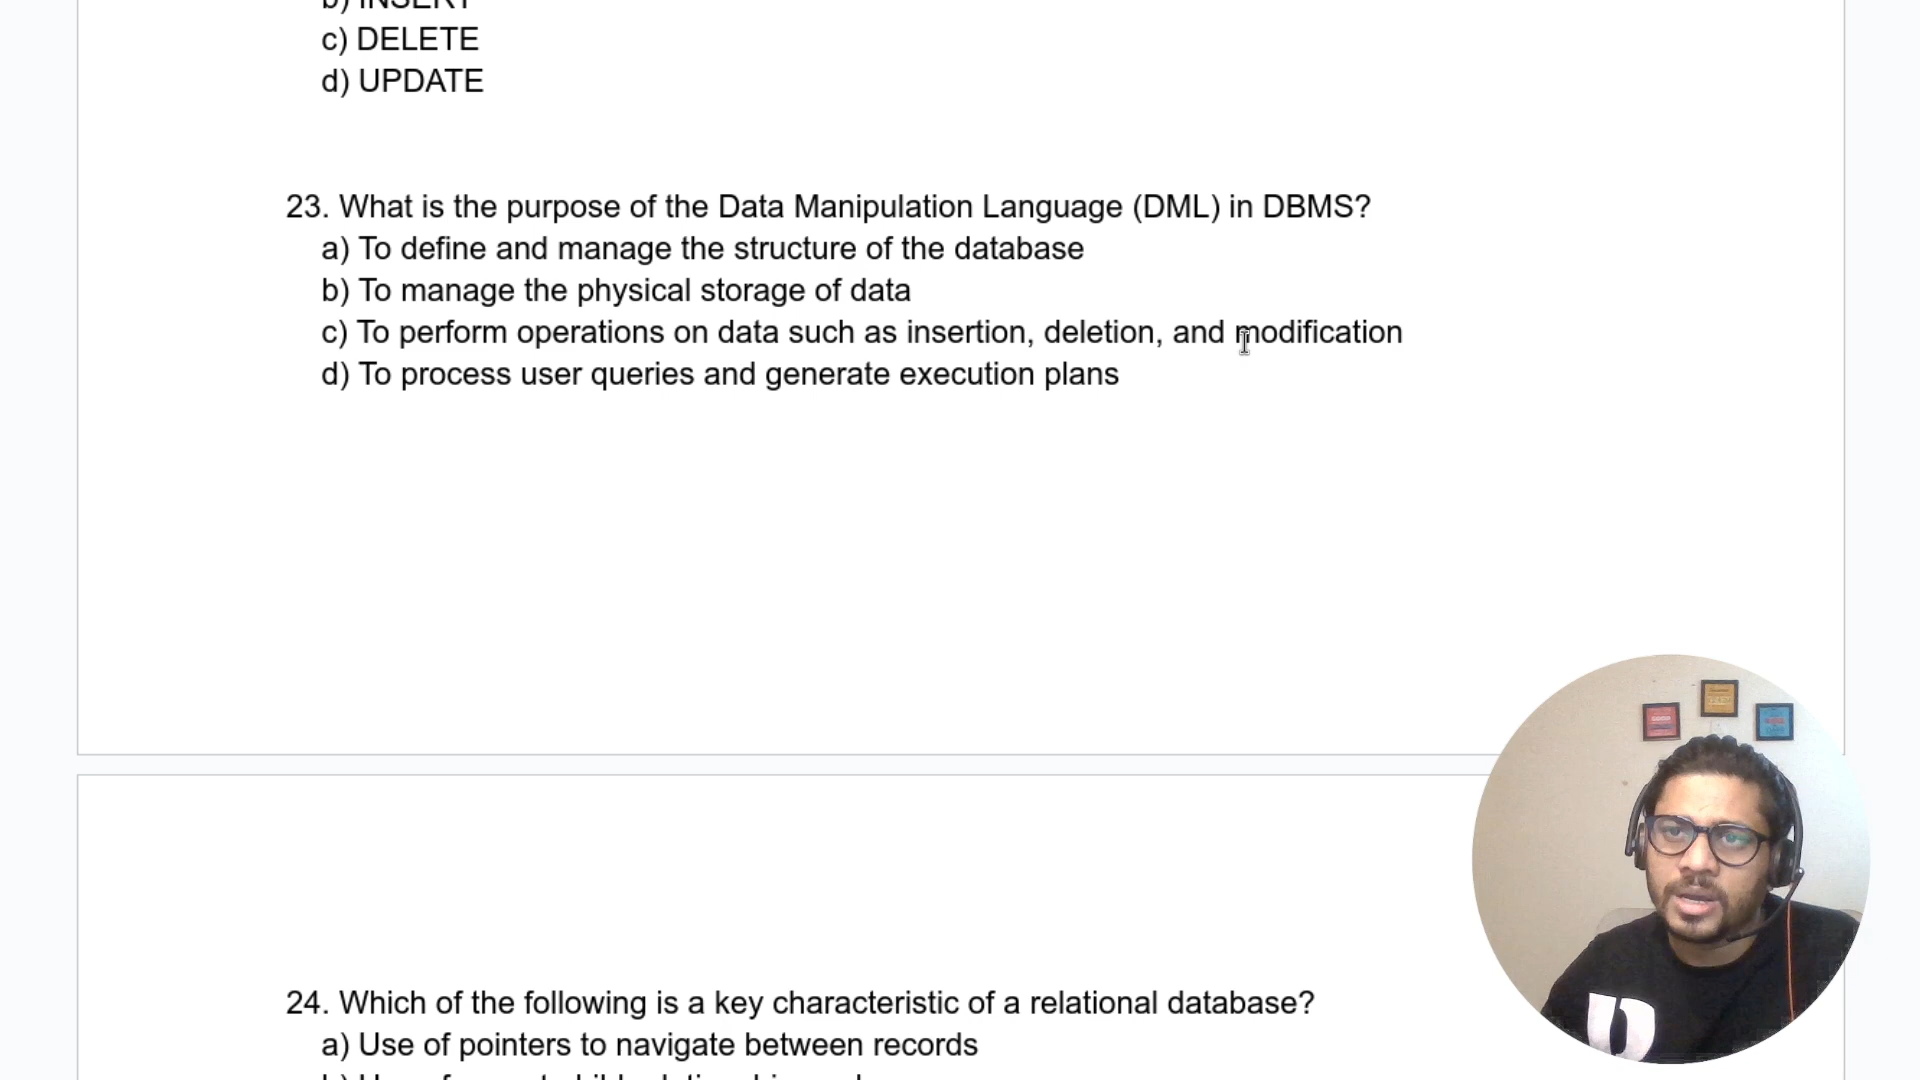 b) INSERT
c) DELETE
d) UPDATE
23. What is the purpose of the Data Manipulation Language (DML) in DBMS?
a) To define and manage the structure of the database
b) To manage the physical storage of data
c) To perform operations on data such as insertion, deletion, and modification
d) To process user queries and generate execution plans
24. Which of the following is a key characteristic of a relational database?
a) Use of pointers to navigate between records